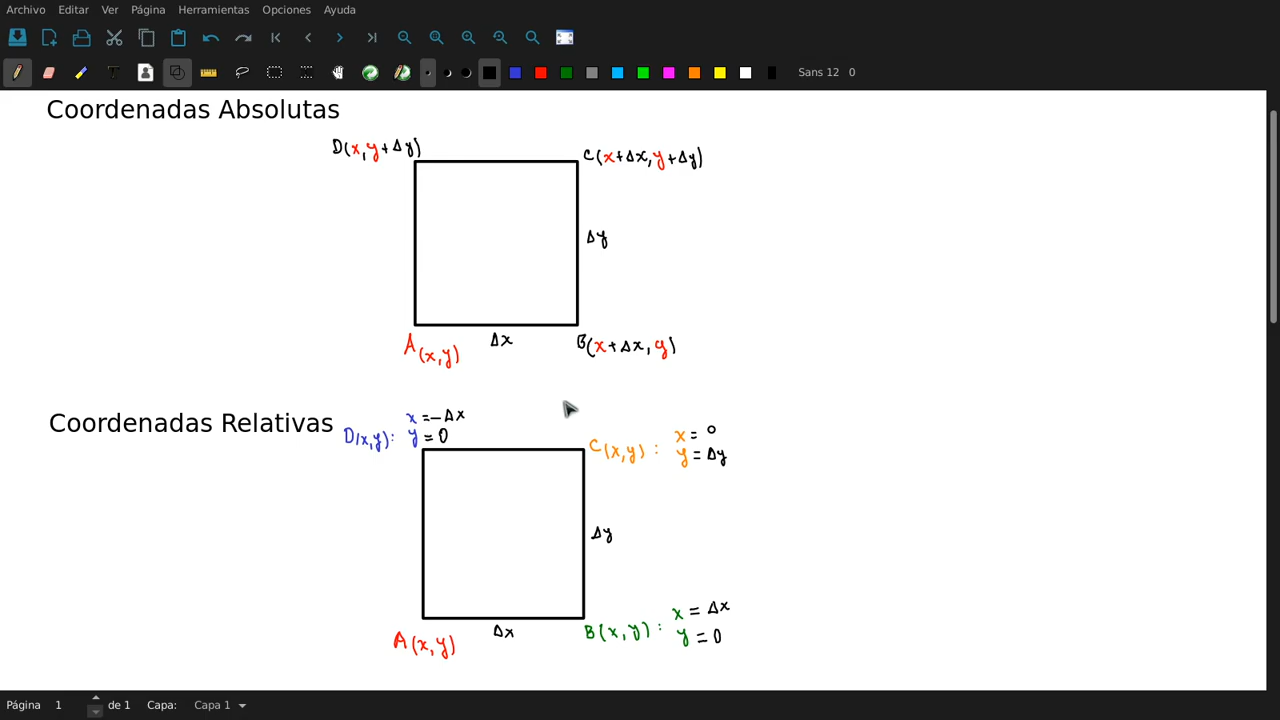 Archivo Editar Ver Página Herramientas Opciones Ayuda
Sans 12 0
Coordenadas Absolutas
D(x, y+Δy)
C(x+Δx, y+Δy)
Δy
A(x,y)
Δx
B(x+Δx, y)
Coordenadas Relativas
x = -Δx
D(x,y): y = 0
x = 0
C(x,y): y = Δy
Δy
x = Δx
B(x,y): y = 0
A(x,y)
Δx
Página 1 de 1 Capa: Capa 1